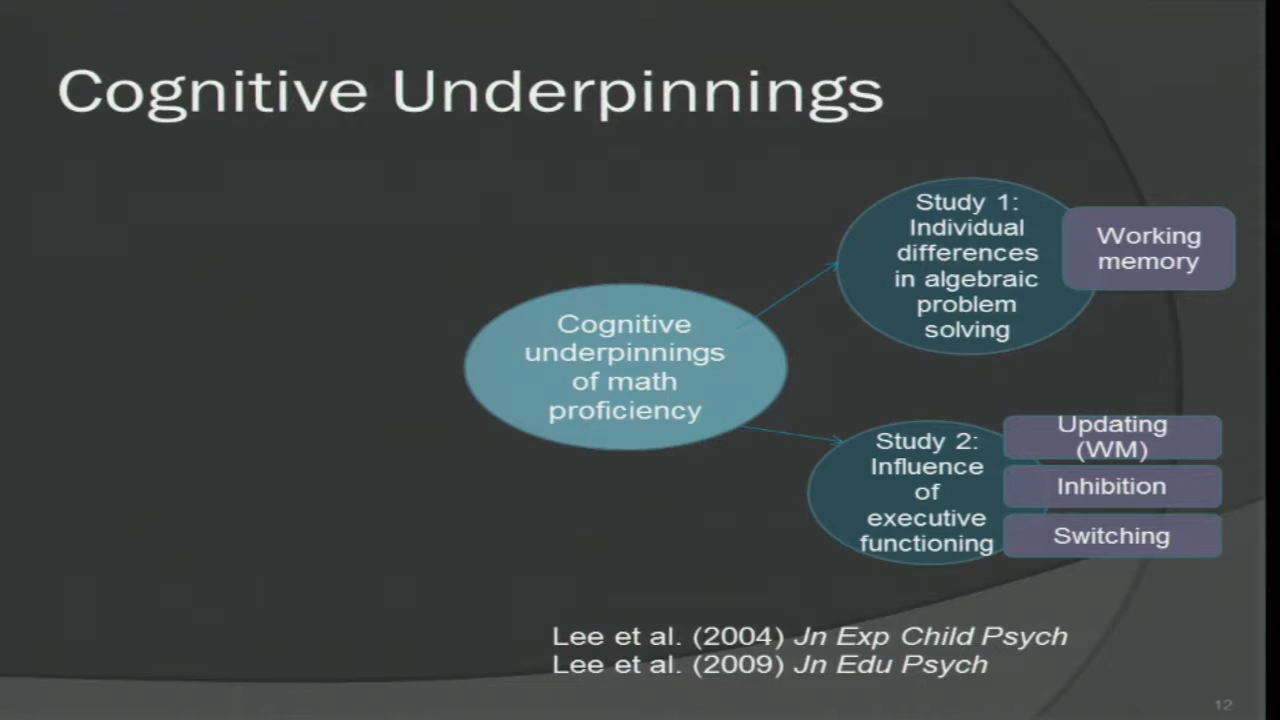 Cognitive Underpinnings
Cognitive
underpinnings
of math
proficiency
Study 1:
Individual
differences
in algebraic
problem
solving
Working
memory
Study 2:
Influence
of
executive
functioning
Updating
(WM)
Inhibition
Switching
Lee et al. (2004) Jn Exp Child Psych
Lee et al. (2009) Jn Edu Psych
12